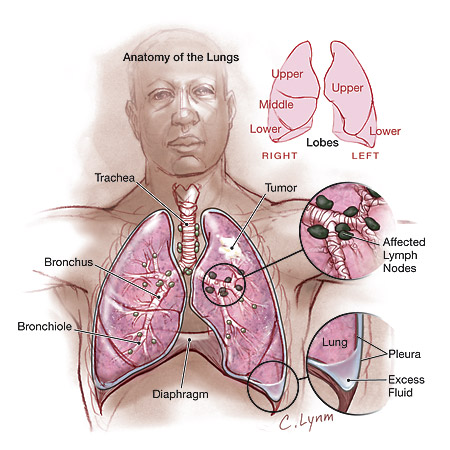 Anatomy of the Lungs
Upper
Upper
Middle
Lower
Lower
Lobes
RIGHT
LEFT
Trachea
Tumor
Affected
Lymph
Nodes
Bronchus
Bronchiole
Lung
Pleura
Diaphragm
Excess
Fluid
C. Lynm